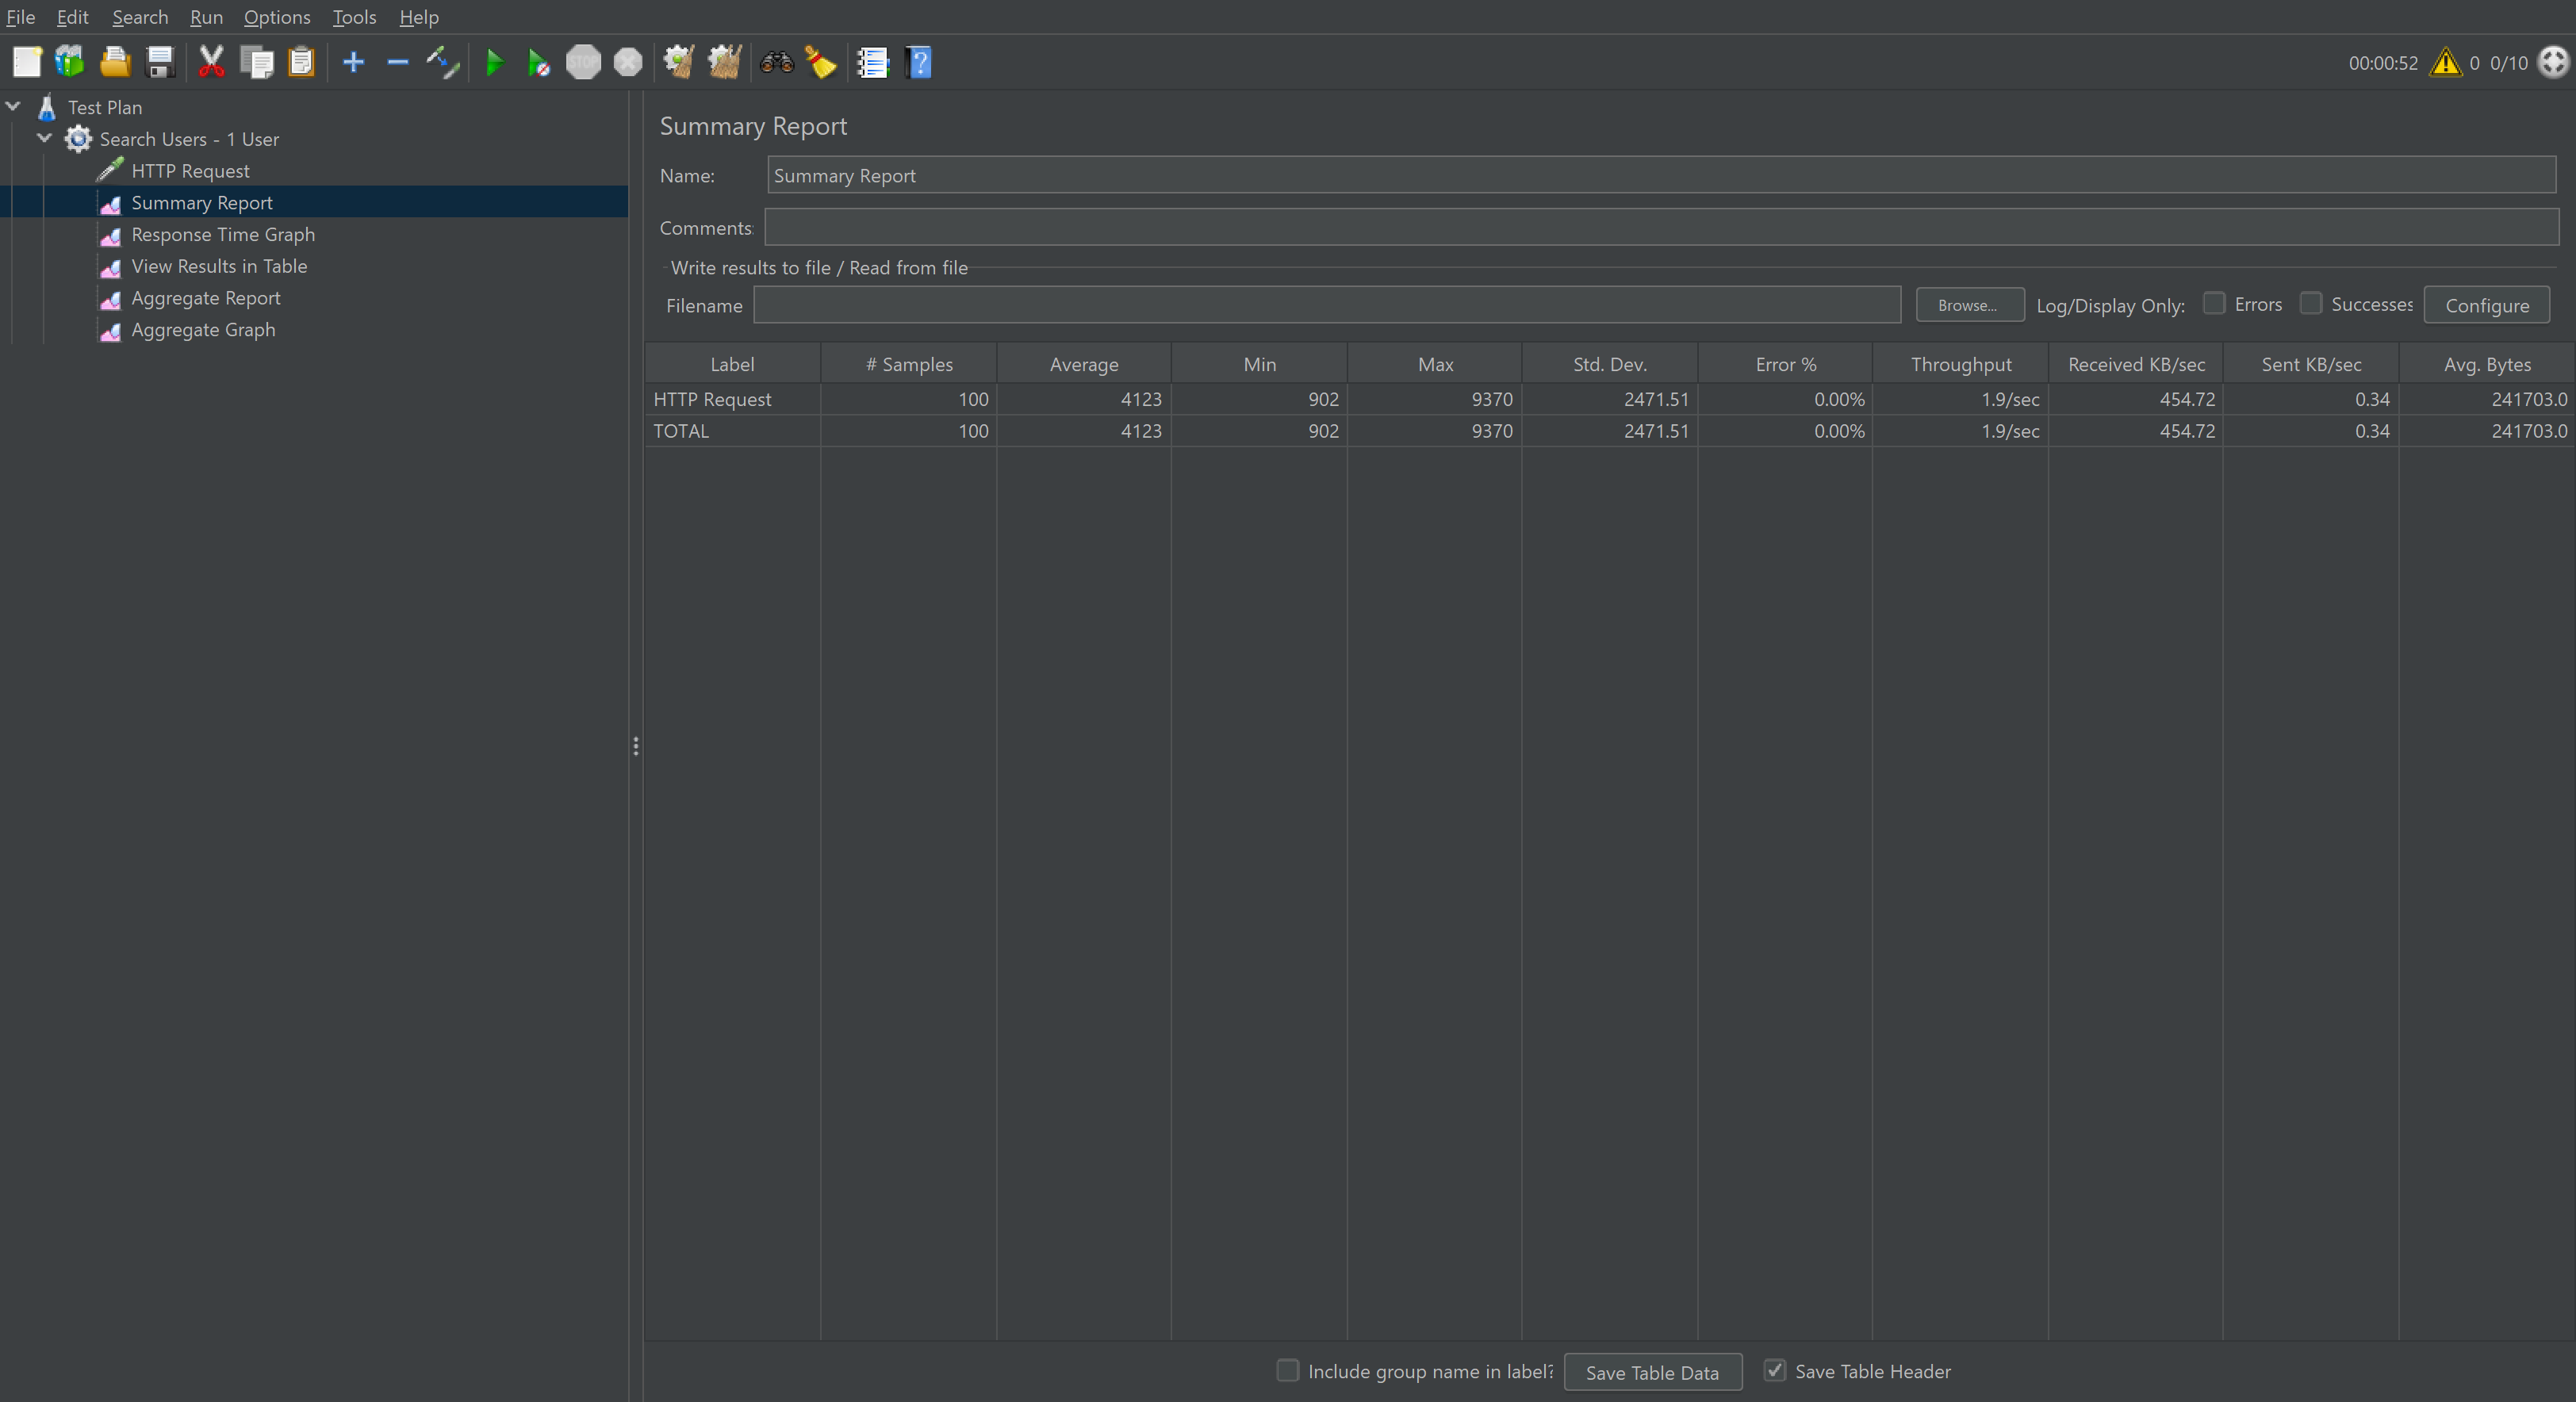 File Edit Search Run Options Tools Help
STOP
00:00:52 0 0/10
Test Plan
Search Users - 1 User
HTTP Request
Summary Report
Response Time Graph
View Results in Table
Aggregate Report
Aggregate Graph
Summary Report
Name: Summary Report
Comments:
Write results to file / Read from file
Filename Browse... Log/Display Only: Errors Successes Configure
Label # Samples Average Min Max Std. Dev. Error % Throughput Received KB/sec Sent KB/sec Avg. Bytes
HTTP Request 100 4123 902 9370 2471.51 0.00% 1.9/sec 454.72 0.34 241703.0
TOTAL 100 4123 902 9370 2471.51 0.00% 1.9/sec 454.72 0.34 241703.0
Include group name in label? Save Table Data Save Table Header